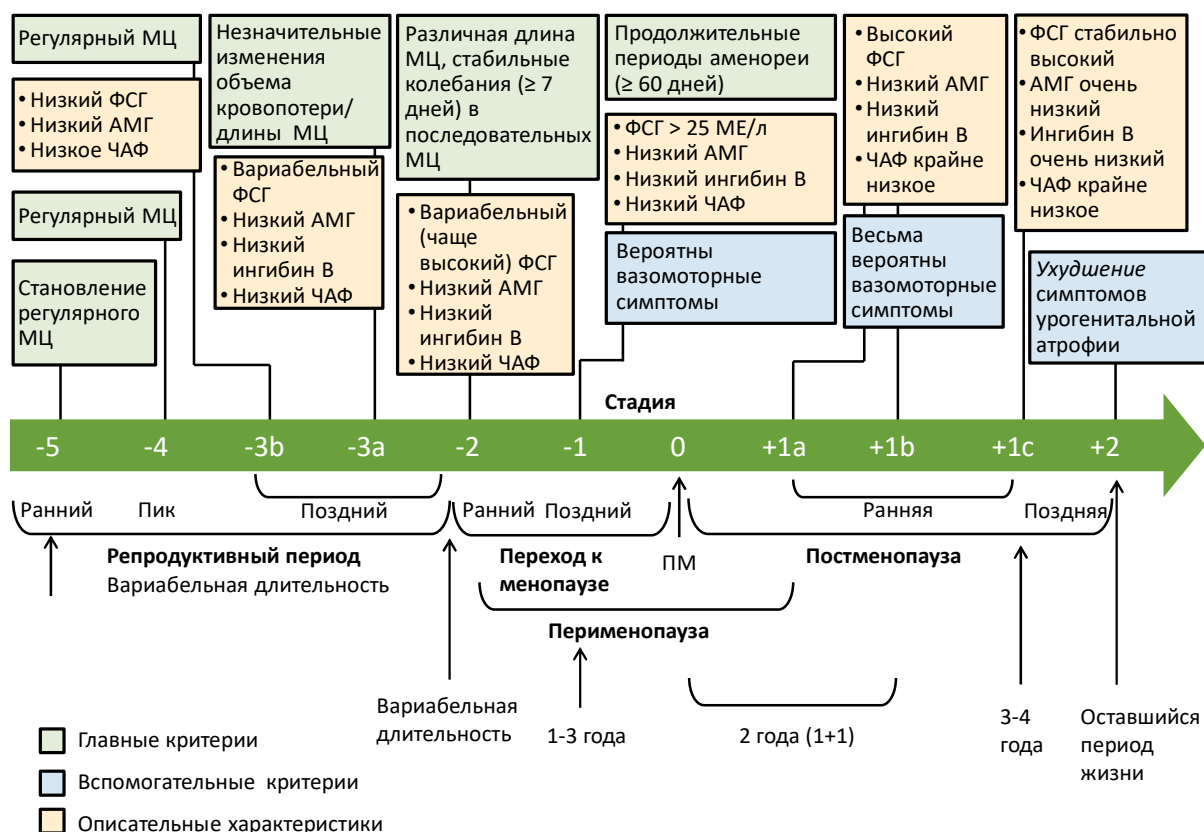 Регулярный МЦ
• Низкий ФСГ
• Низкий АМГ
• Низкое ЧАФ
Регулярный МЦ
Становление
регулярного
МЦ
Незначительные
изменения
объема
кровопотери/
длины МЦ
• Вариабельный
ФСГ
• Низкий АМГ
• Низкий
ингибин В
• Низкий ЧАФ
Различная длина
МЦ, стабильные
колебания (≥ 7
дней) в
последовательных
МЦ
• Вариабельный
(чаще
высокий) ФСГ
• Низкий АМГ
• Низкий
ингибин В
• Низкий ЧАФ
Продолжительные
периоды аменореи
(≥ 60 дней)
• ФСГ > 25 МЕ/л
• Низкий АМГ
• Низкий ингибин В
• Низкий ЧАФ
Вероятны
вазомоторные
симптомы
• Высокий
ФСГ
• Низкий АМГ
• Низкий
ингибин В
• ЧАФ крайне
низкое
Весьма
вероятны
вазомоторные
симптомы
• ФСГ стабильно
высокий
• АМГ очень
низкий
• Ингибин В
очень низкий
• ЧАФ крайне
низкое
Ухудшение
симптомов
урогенитальной
атрофии
Стадия
-5 -4 -3b -3a -2 -1 0 +1a +1b +1c +2
Ранний Пик Поздний Ранний Поздний Ранняя Поздняя
Репродуктивный период
Вариабельная длительность
Переход к
менопаузе
ПМ
Постменопауза
Перименопауза
Вариабельная
длительность
1-3 года
2 года (1+1)
3-4
года
Оставшийся
период
жизни
Главные критерии
Вспомогательные критерии
Описательные характеристики